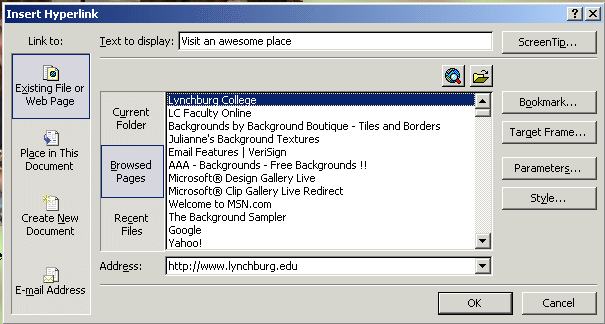 Insert Hyperlink
Link to:
Text to display:
Visit an awesome place
ScreenTip...
Existing File or
Web Page
Place in This
Document
Create New
Document
E-mail Address
Current
Folder
Browsed
Pages
Recent
Files
Lynchburg College
LC Faculty Online
Backgrounds by Background Boutique - Tiles and Borders
Julianne's Background Textures
Email Features | VeriSign
AAA - Backgrounds - Free Backgrounds !!
Microsoft® Design Gallery Live
Microsoft® Clip Gallery Live Redirect
Welcome to MSN.com
The Background Sampler
Google
Yahoo!
Bookmark...
Target Frame...
Parameters...
Style...
Address:
http://www.lynchburg.edu
OK
Cancel